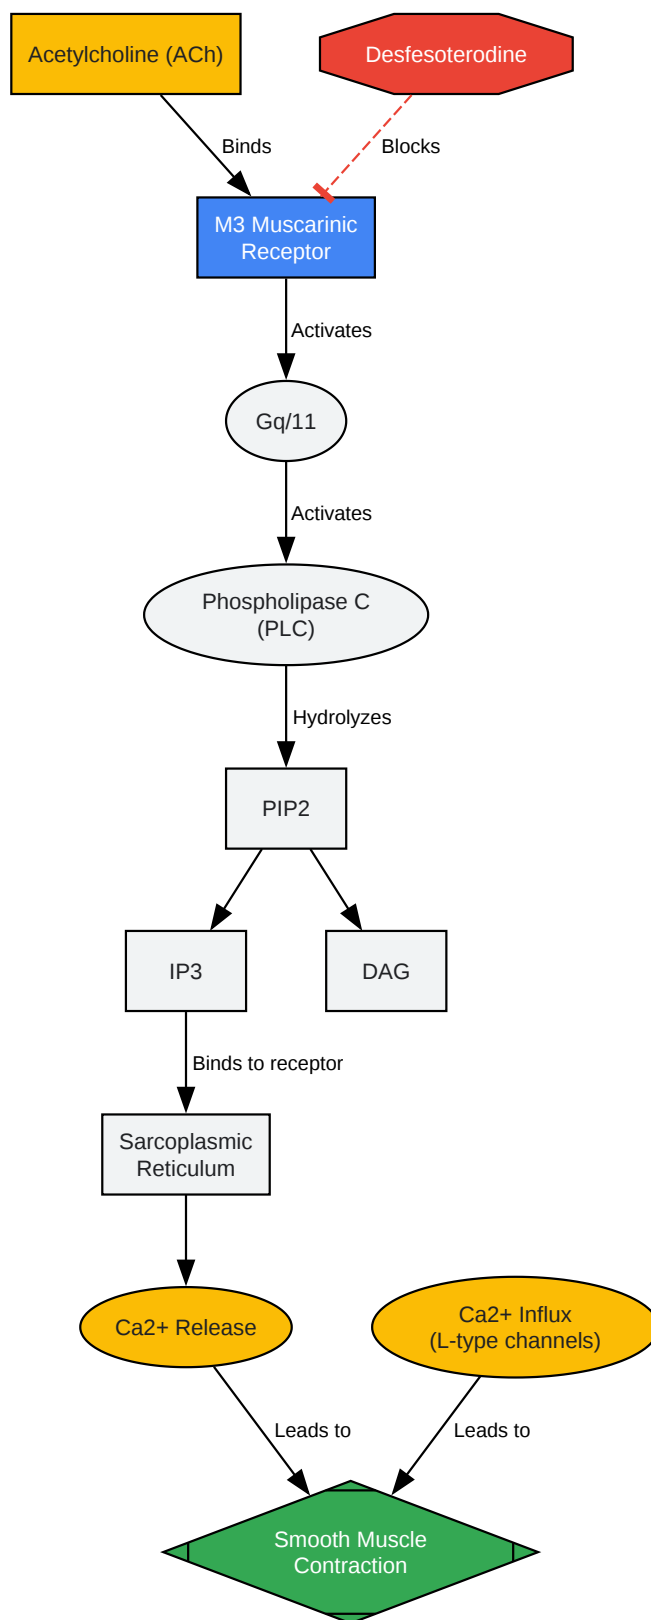 Acetylcholine (ACh)
Desfesoterodine
Binds
Blocks
M3 Muscarinic
Receptor
Activates
Gq/11
Activates
Phospholipase C
(PLC)
Hydrolyzes
PIP2
IP3
DAG
Binds to receptor
Sarcoplasmic
Reticulum
Ca2+ Release
Ca2+ Influx
(L-type channels)
Leads to
Leads to
Smooth Muscle
Contraction